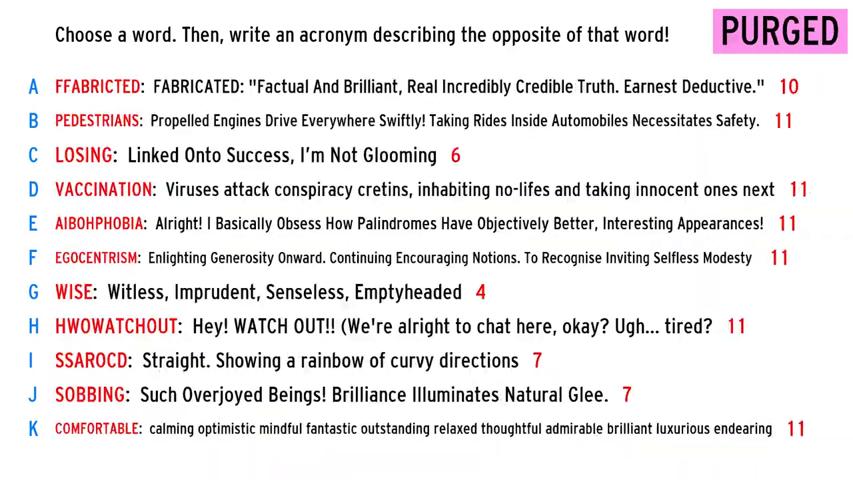 Choose a word. Then, write an acronym describing the opposite of that word! PURGED
A FFABRICTED: FABRICATED: "Factual And Brilliant, Real Incredibly Credible Truth. Earnest Deductive." 10
B PEDESTRIANS: Propelled Engines Drive Everywhere Swiftly! Taking Rides Inside Automobiles Necessitates Safety. 11
C LOSING: Linked Onto Success, I'm Not Glooming 6
D VACCINATION: Viruses attack conspiracy cretins, inhabiting no-lifes and taking innocent ones next 11
E AIBOHPHOBIA: Alright! I Basically Obsess How Palindromes Have Objectively Better, Interesting Appearances! 11
F EGOCENTRISM: Enlighting Generosity Onward. Continuing Encouraging Notions. To Recognise Inviting Selfless Modesty 11
G WISE: Witless, Imprudent, Senseless, Emptyheaded 4
H HWOWATCHOUT: Hey! WATCH OUT!! (We're alright to chat here, okay? Ugh... tired? 11
I SSAROCD: Straight. Showing a rainbow of curvy directions 7
J SOBBING: Such Overjoyed Beings! Brilliance Illuminates Natural Glee. 7
K COMFORTABLE: calming optimistic mindful fantastic outstanding relaxed thoughtful admirable brilliant luxurious endearing 11